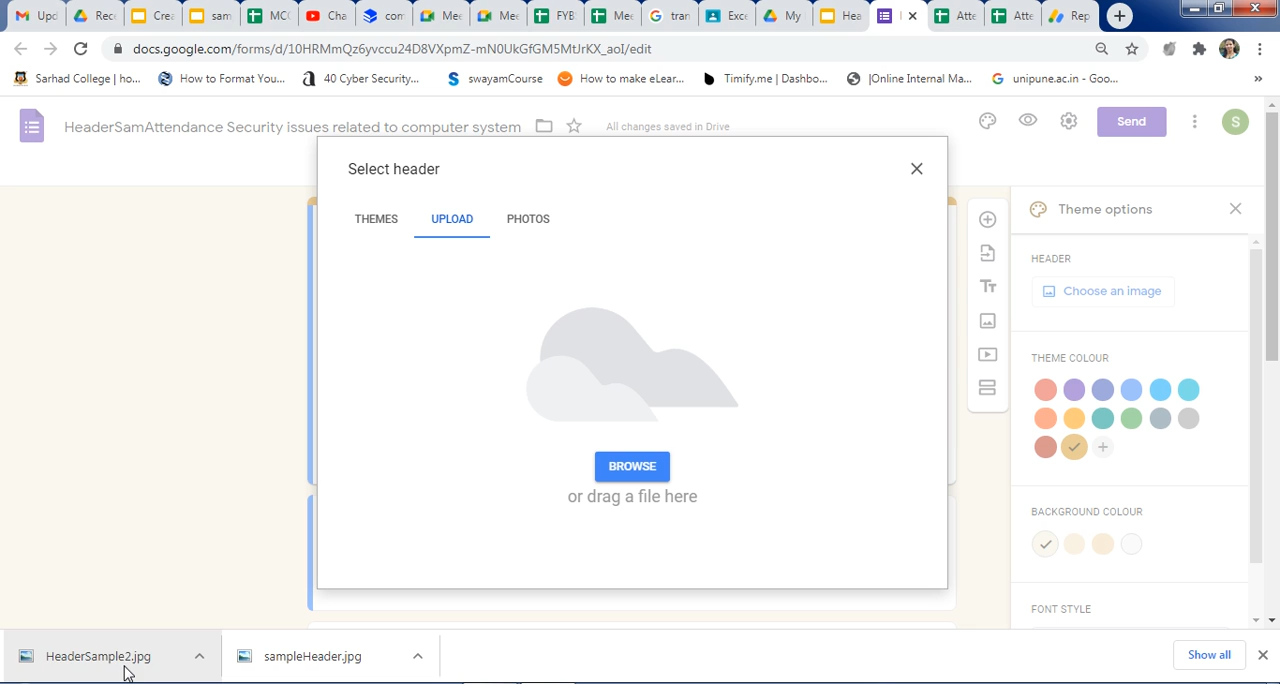 Upd Rec Crea sam MCC Cha con Mee Mee FYB Mee tran Exce My Hea Atte Atte Rep
docs.google.com/forms/d/10HRMmQz6yvccu24D8VXpmZ-mN0UkGfGM5MtJrKX_aoI/edit
Sarhad College | ho... How to Format You... 40 Cyber Security... swayamCourse How to make eLear... Timify.me | Dashbo... |Online Internal Ma... unipune.ac.in - Goo... »
HeaderSamAttendance Security issues related to computer system All changes saved in Drive Send S
Select header
THEMES UPLOAD PHOTOS
Theme options
HEADER
Choose an image
Tт
THEME COLOUR
BROWSE
or drag a file here
BACKGROUND COLOUR
FONT STYLE
HeaderSample2.jpg sampleHeader.jpg Show all